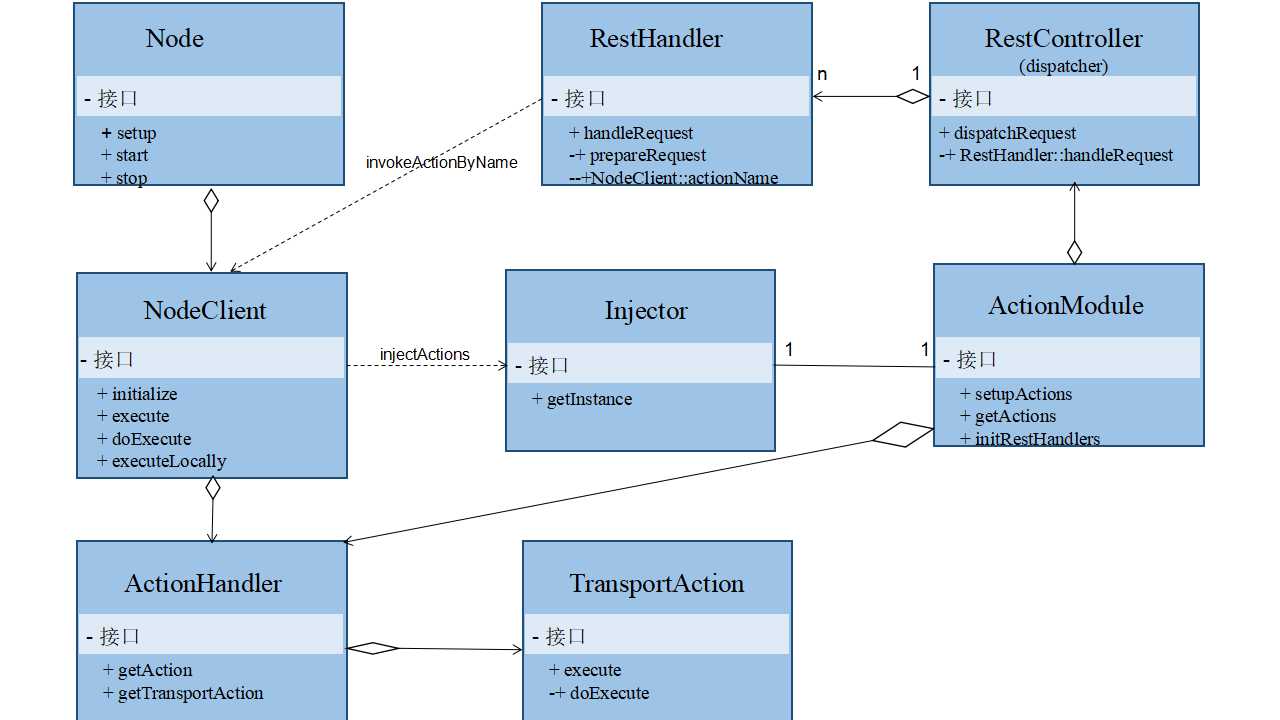 Node
- 接口
+ setup
+ start
+ stop
RestHandler
- 接口
+ handleRequest
-+ prepareRequest
--+NodeClient::actionName
n
1
RestController
(dispatcher)
- 接口
+ dispatchRequest
-+ RestHandler::handleRequest
invokeActionByName
NodeClient
- 接口
+ initialize
+ execute
+ doExecute
+ executeLocally
injectActions
Injector
- 接口
+ getInstance
1
1
ActionModule
- 接口
+ setupActions
+ getActions
+ initRestHandlers
ActionHandler
- 接口
+ getAction
+ getTransportAction
TransportAction
- 接口
+ execute
-+ doExecute